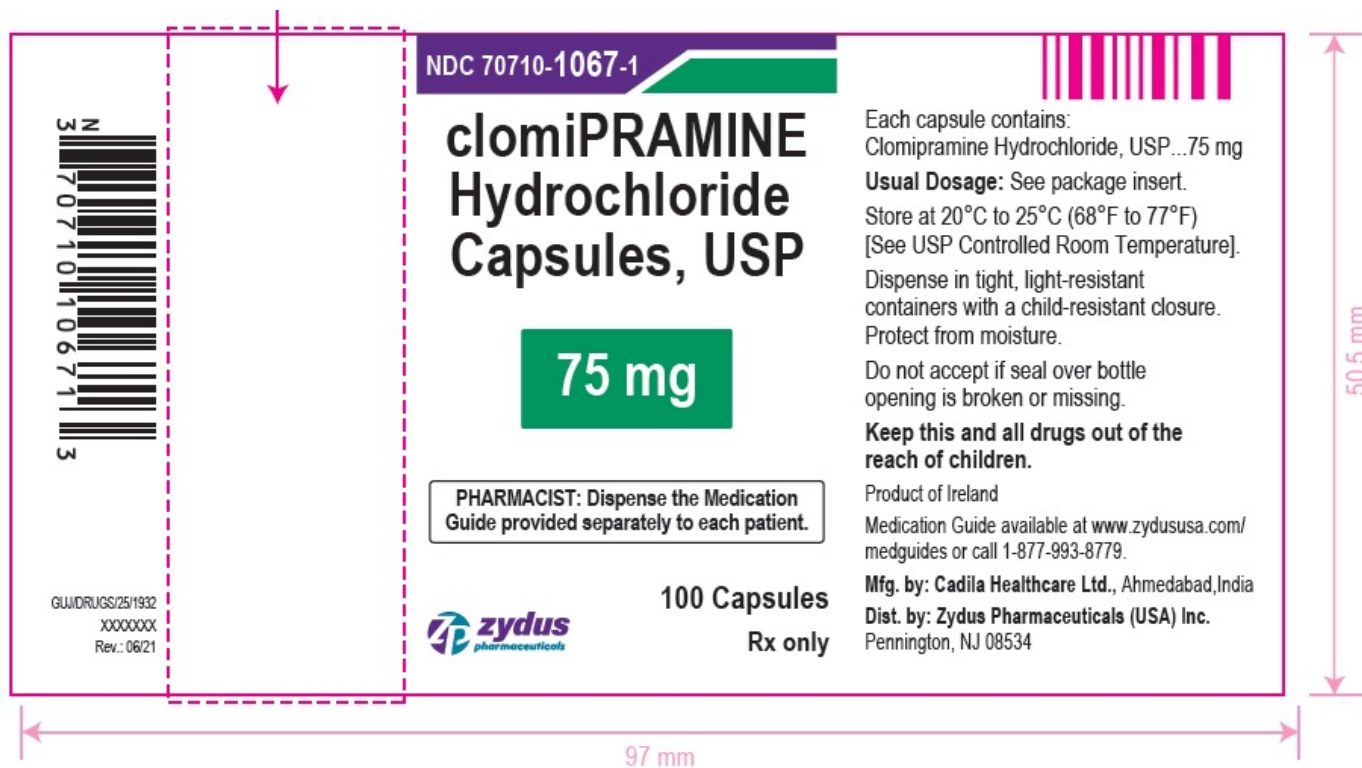 N
3 70710 10671 3
GUJ/DRUGS/25/1932
XXXXXXX
Rev.: 06/21
NDC 70710-1067-1
clomiPRAMINE
Hydrochloride
Capsules, USP
75 mg
PHARMACIST: Dispense the Medication
Guide provided separately to each patient.
100 Capsules
zydus
pharmaceuticals
Rx only
Each capsule contains:
Clomipramine Hydrochloride, USP...75 mg
Usual Dosage: See package insert.
Store at 20°C to 25°C (68°F to 77°F)
[See USP Controlled Room Temperature].
Dispense in tight, light-resistant
containers with a child-resistant closure.
Protect from moisture.
Do not accept if seal over bottle
opening is broken or missing.
Keep this and all drugs out of the
reach of children.
Product of Ireland
Medication Guide available at www.zydususa.com/
medguides or call 1-877-993-8779.
Mfg. by: Cadila Healthcare Ltd., Ahmedabad,India
Dist. by: Zydus Pharmaceuticals (USA) Inc.
Pennington, NJ 08534
50.5 mm
97 mm